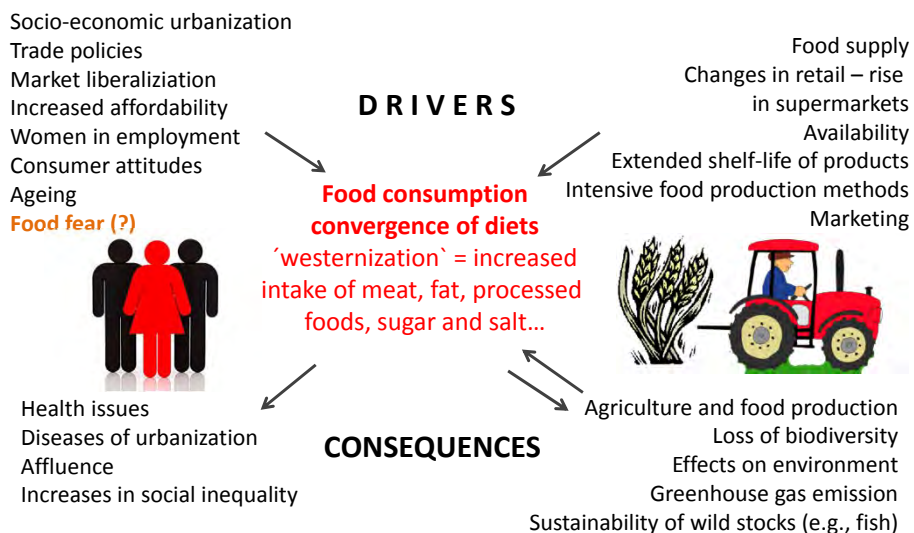 Socio-economic urbanization
Trade policies
Market liberaliziation
Increased affordability
Women in employment
Consumer attitudes
Ageing
Food fear (?)
DRIVERS
Food supply
Changes in retail – rise
in supermarkets
Availability
Extended shelf-life of products
Intensive food production methods
Marketing
Food consumption
convergence of diets
´westernization` = increased
intake of meat, fat, processed
foods, sugar and salt...
Health issues
Diseases of urbanization
Affluence
Increases in social inequality
CONSEQUENCES
Agriculture and food production
Loss of biodiversity
Effects on environment
Greenhouse gas emission
Sustainability of wild stocks (e.g., fish)